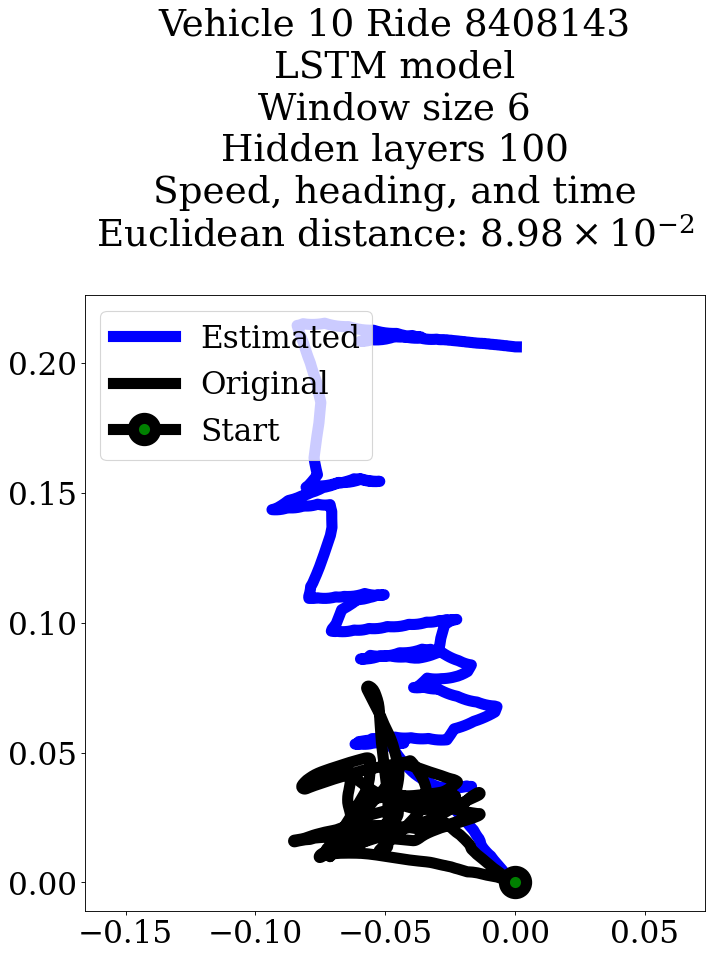 Vehicle 10 Ride 8408143
LSTM model
Window size 6
Hidden layers 100
Speed, heading, and time
Euclidean distance: 8.98 × 10⁻²
Estimated
Original
Start
0.20
0.15
0.10
0.05
0.00
−0.15 −0.10 −0.05 0.00 0.05